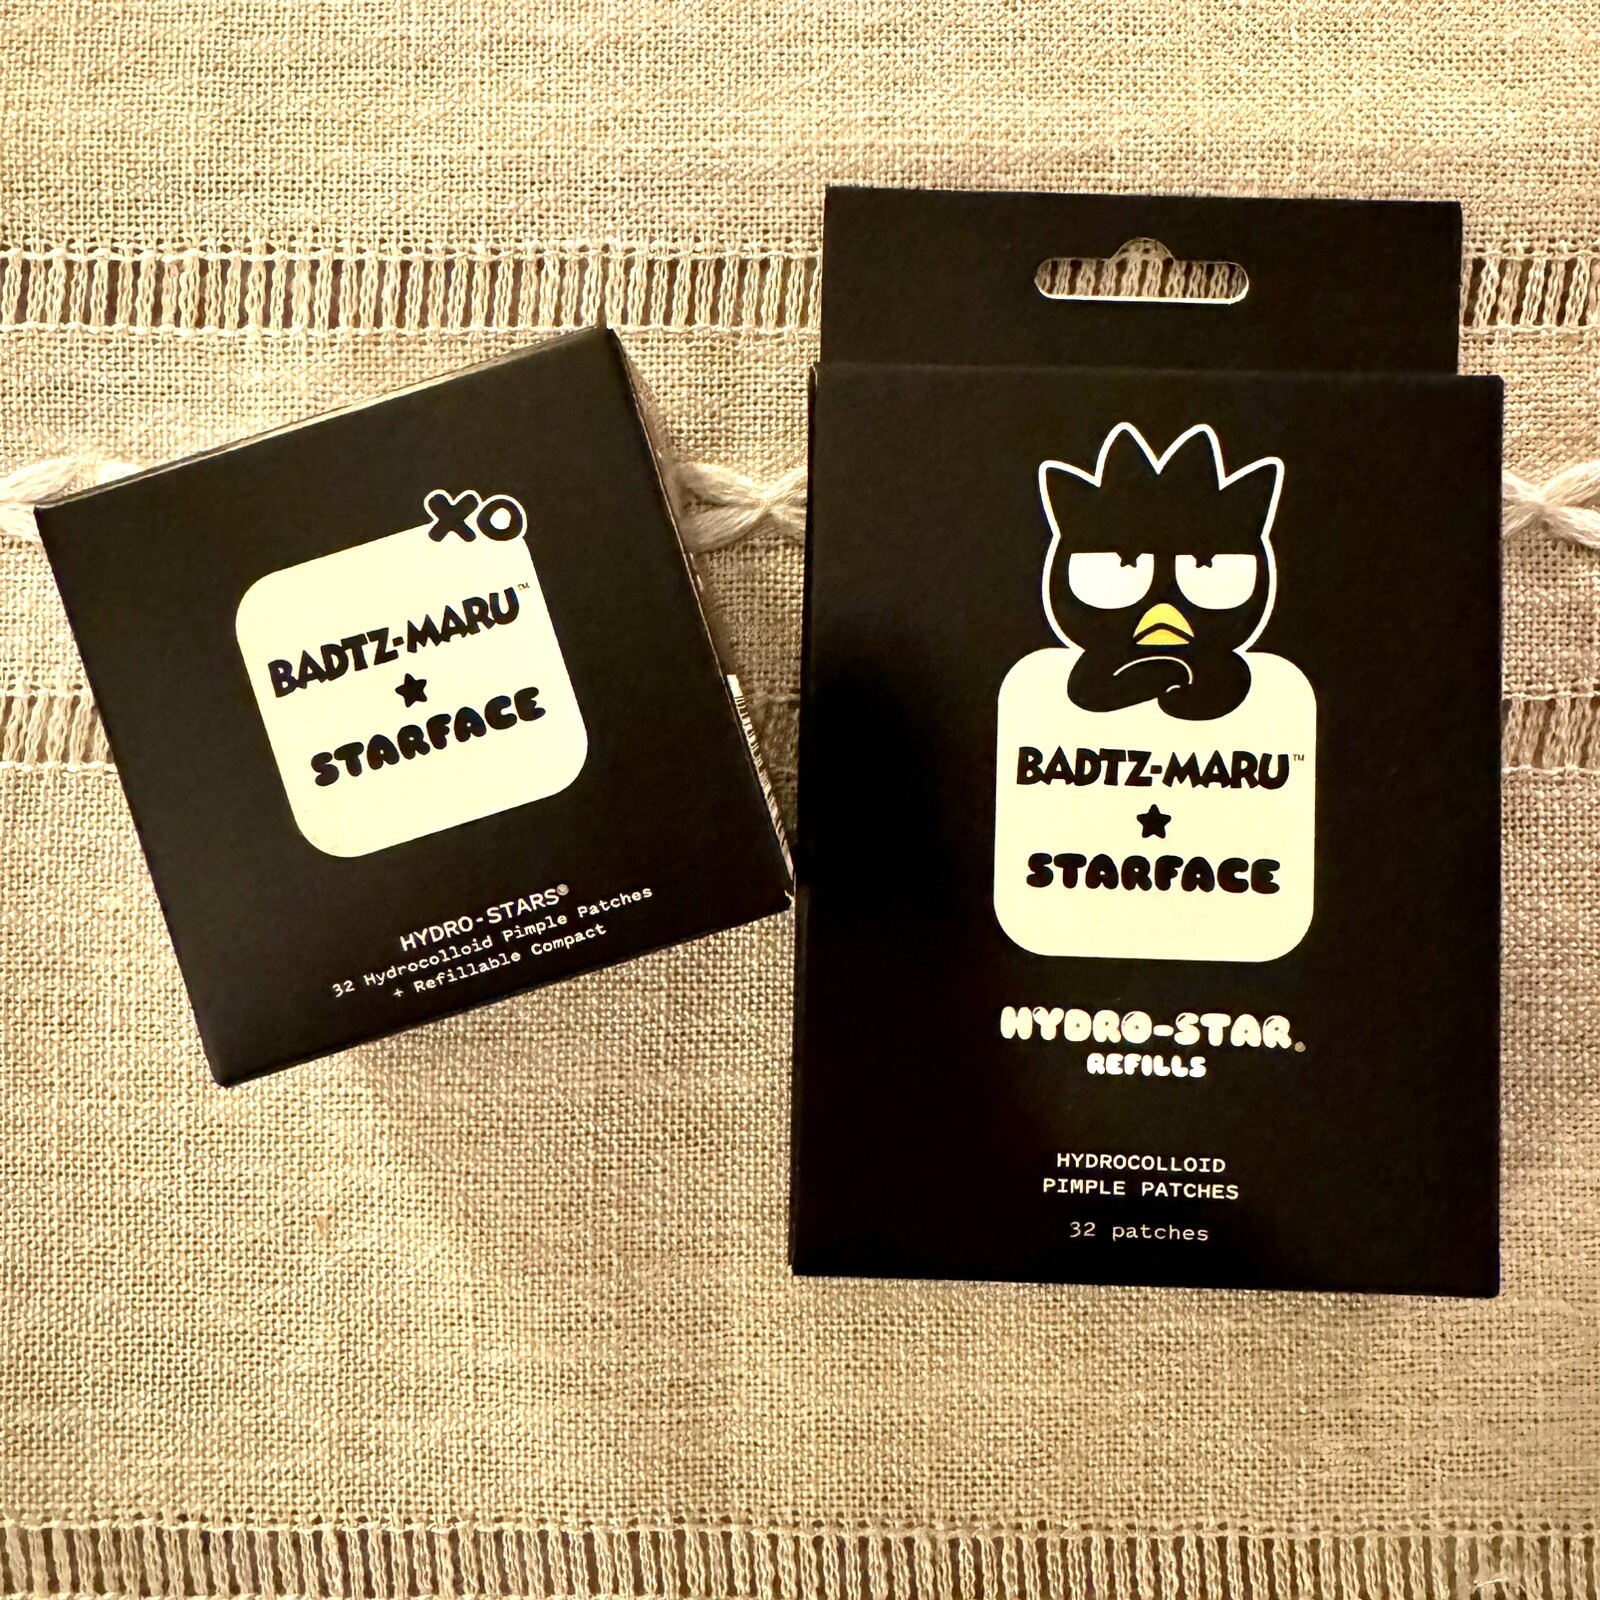 XO
BADTZ-MARU™
★
STARFACE
HYDRO-STARS®
32 Hydrocolloid Pimple Patches
+ Refillable Compact
BADTZ-MARU™
★
STARFACE
HYDRO-STAR®
REFILLS
HYDROCOLLOID
PIMPLE PATCHES
32 patches